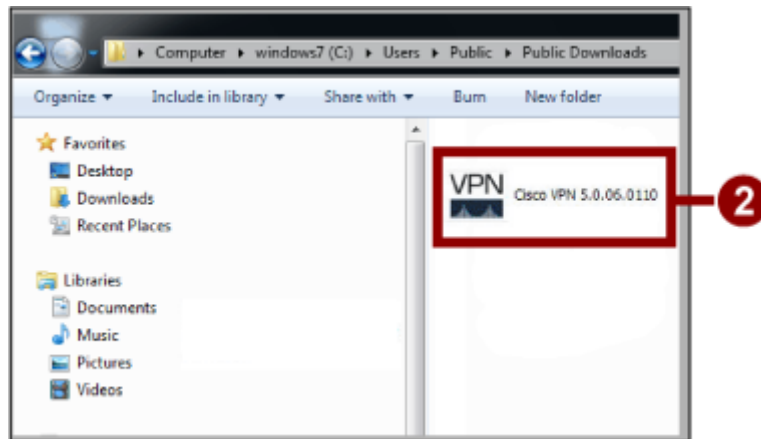 Computer ▸ windows7 (C:) ▸ Users ▸ Public ▸ Public Downloads
Organize ▾ Include in library ▾ Share with ▾ Burn New folder
Favorites
Desktop
Downloads
Recent Places
Libraries
Documents
Music
Pictures
Videos
VPN
Cisco VPN 5.0.06.0110
2